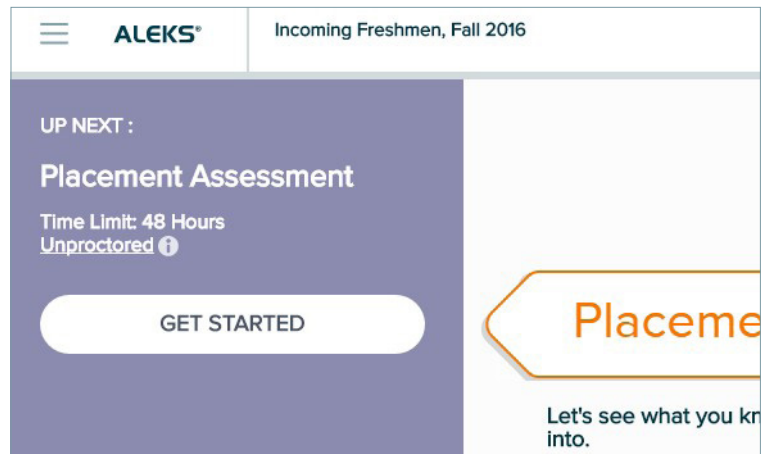 ALEKS®
Incoming Freshmen, Fall 2016
UP NEXT :
Placement Assessment
Time Limit: 48 Hours
Unproctored
GET STARTED
Placeme
Let's see what you kn
into.